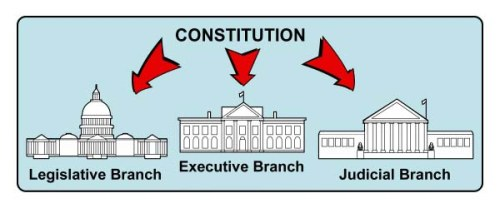 CONSTITUTION
Legislative Branch
Executive Branch
Judicial Branch